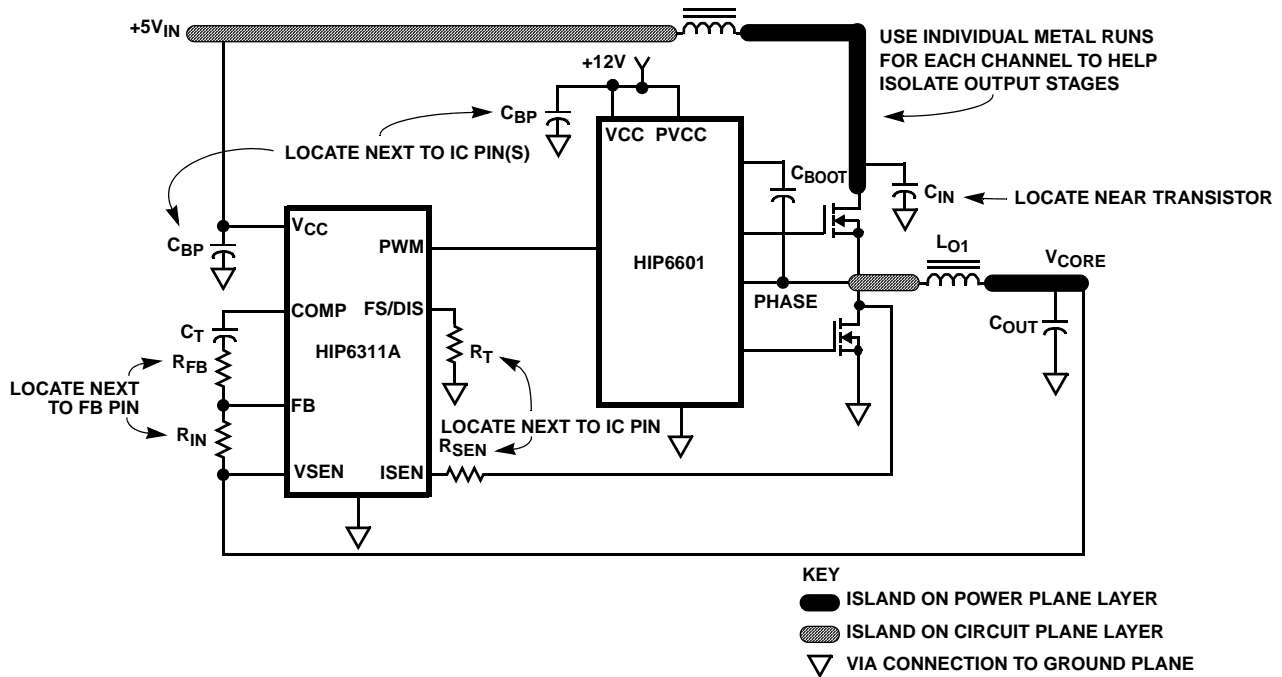 +5VIN
USE INDIVIDUAL METAL RUNS
FOR EACH CHANNEL TO HELP
ISOLATE OUTPUT STAGES
+12V
CBP
VCC PVCC
LOCATE NEXT TO IC PIN(S)
CBOOT
CIN
LOCATE NEAR TRANSISTOR
VCC
CBP
PWM
HIP6601
LO1
VCORE
PHASE
COMP
FS/DIS
CT
RFB
HIP6311A
RT
COUT
LOCATE NEXT
TO FB PIN
FB
RIN
LOCATE NEXT TO IC PIN
RSEN
VSEN
ISEN
KEY
ISLAND ON POWER PLANE LAYER
ISLAND ON CIRCUIT PLANE LAYER
VIA CONNECTION TO GROUND PLANE